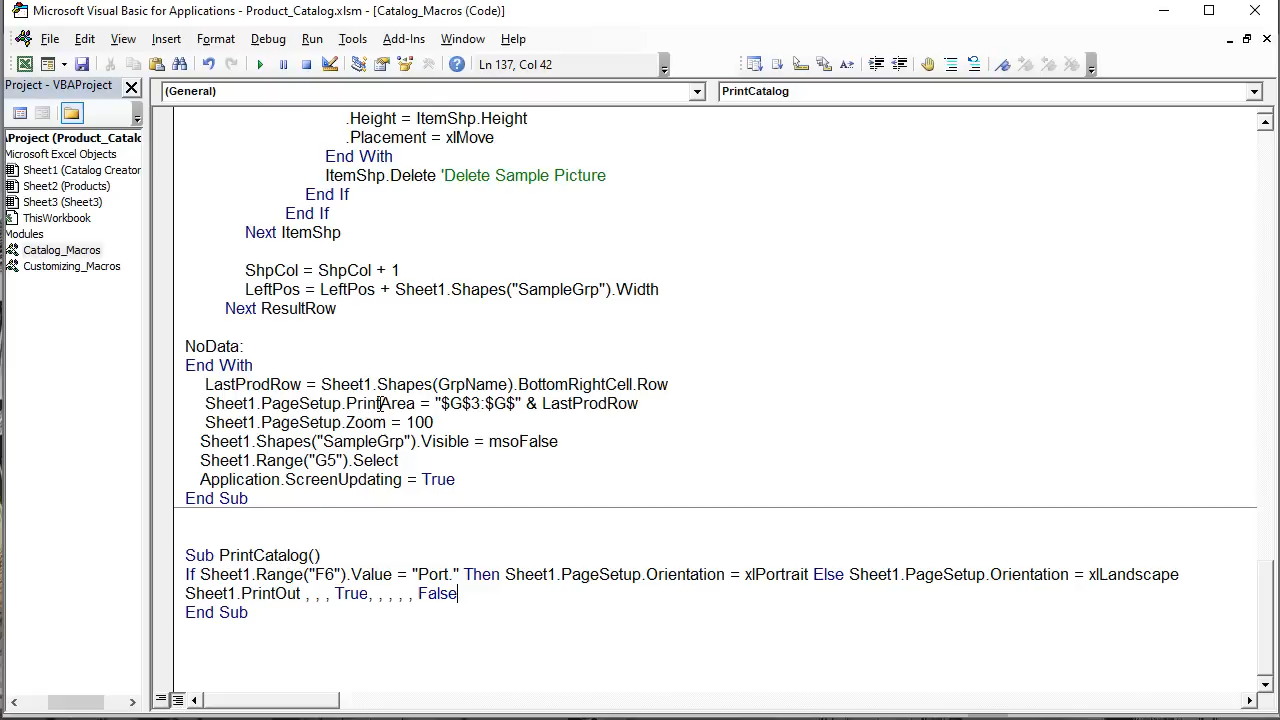 Microsoft Visual Basic for Applications - Product_Catalog.xlsm - [Catalog_Macros (Code)]
File Edit View Insert Format Debug Run Tools Add-Ins Window Help
Ln 137, Col 42
Project - VBAProject
(General) PrintCatalog
AProject (Product_Catalc
Microsoft Excel Objects
Sheet1 (Catalog Creator
Sheet2 (Products)
Sheet3 (Sheet3)
ThisWorkbook
Modules
Catalog_Macros
Customizing_Macros
.Height = ItemShp.Height
.Placement = xlMove
End With
ItemShp.Delete 'Delete Sample Picture
End If
End If
Next ItemShp
ShpCol = ShpCol + 1
LeftPos = LeftPos + Sheet1.Shapes("SampleGrp").Width
Next ResultRow
NoData:
End With
LastProdRow = Sheet1.Shapes(GrpName).BottomRightCell.Row
Sheet1.PageSetup.PrintArea = "$G$3:$G$" & LastProdRow
Sheet1.PageSetup.Zoom = 100
Sheet1.Shapes("SampleGrp").Visible = msoFalse
Sheet1.Range("G5").Select
Application.ScreenUpdating = True
End Sub
Sub PrintCatalog()
If Sheet1.Range("F6").Value = "Port." Then Sheet1.PageSetup.Orientation = xlPortrait Else Sheet1.PageSetup.Orientation = xlLandscape
Sheet1.PrintOut , , , True, , , , , False
End Sub